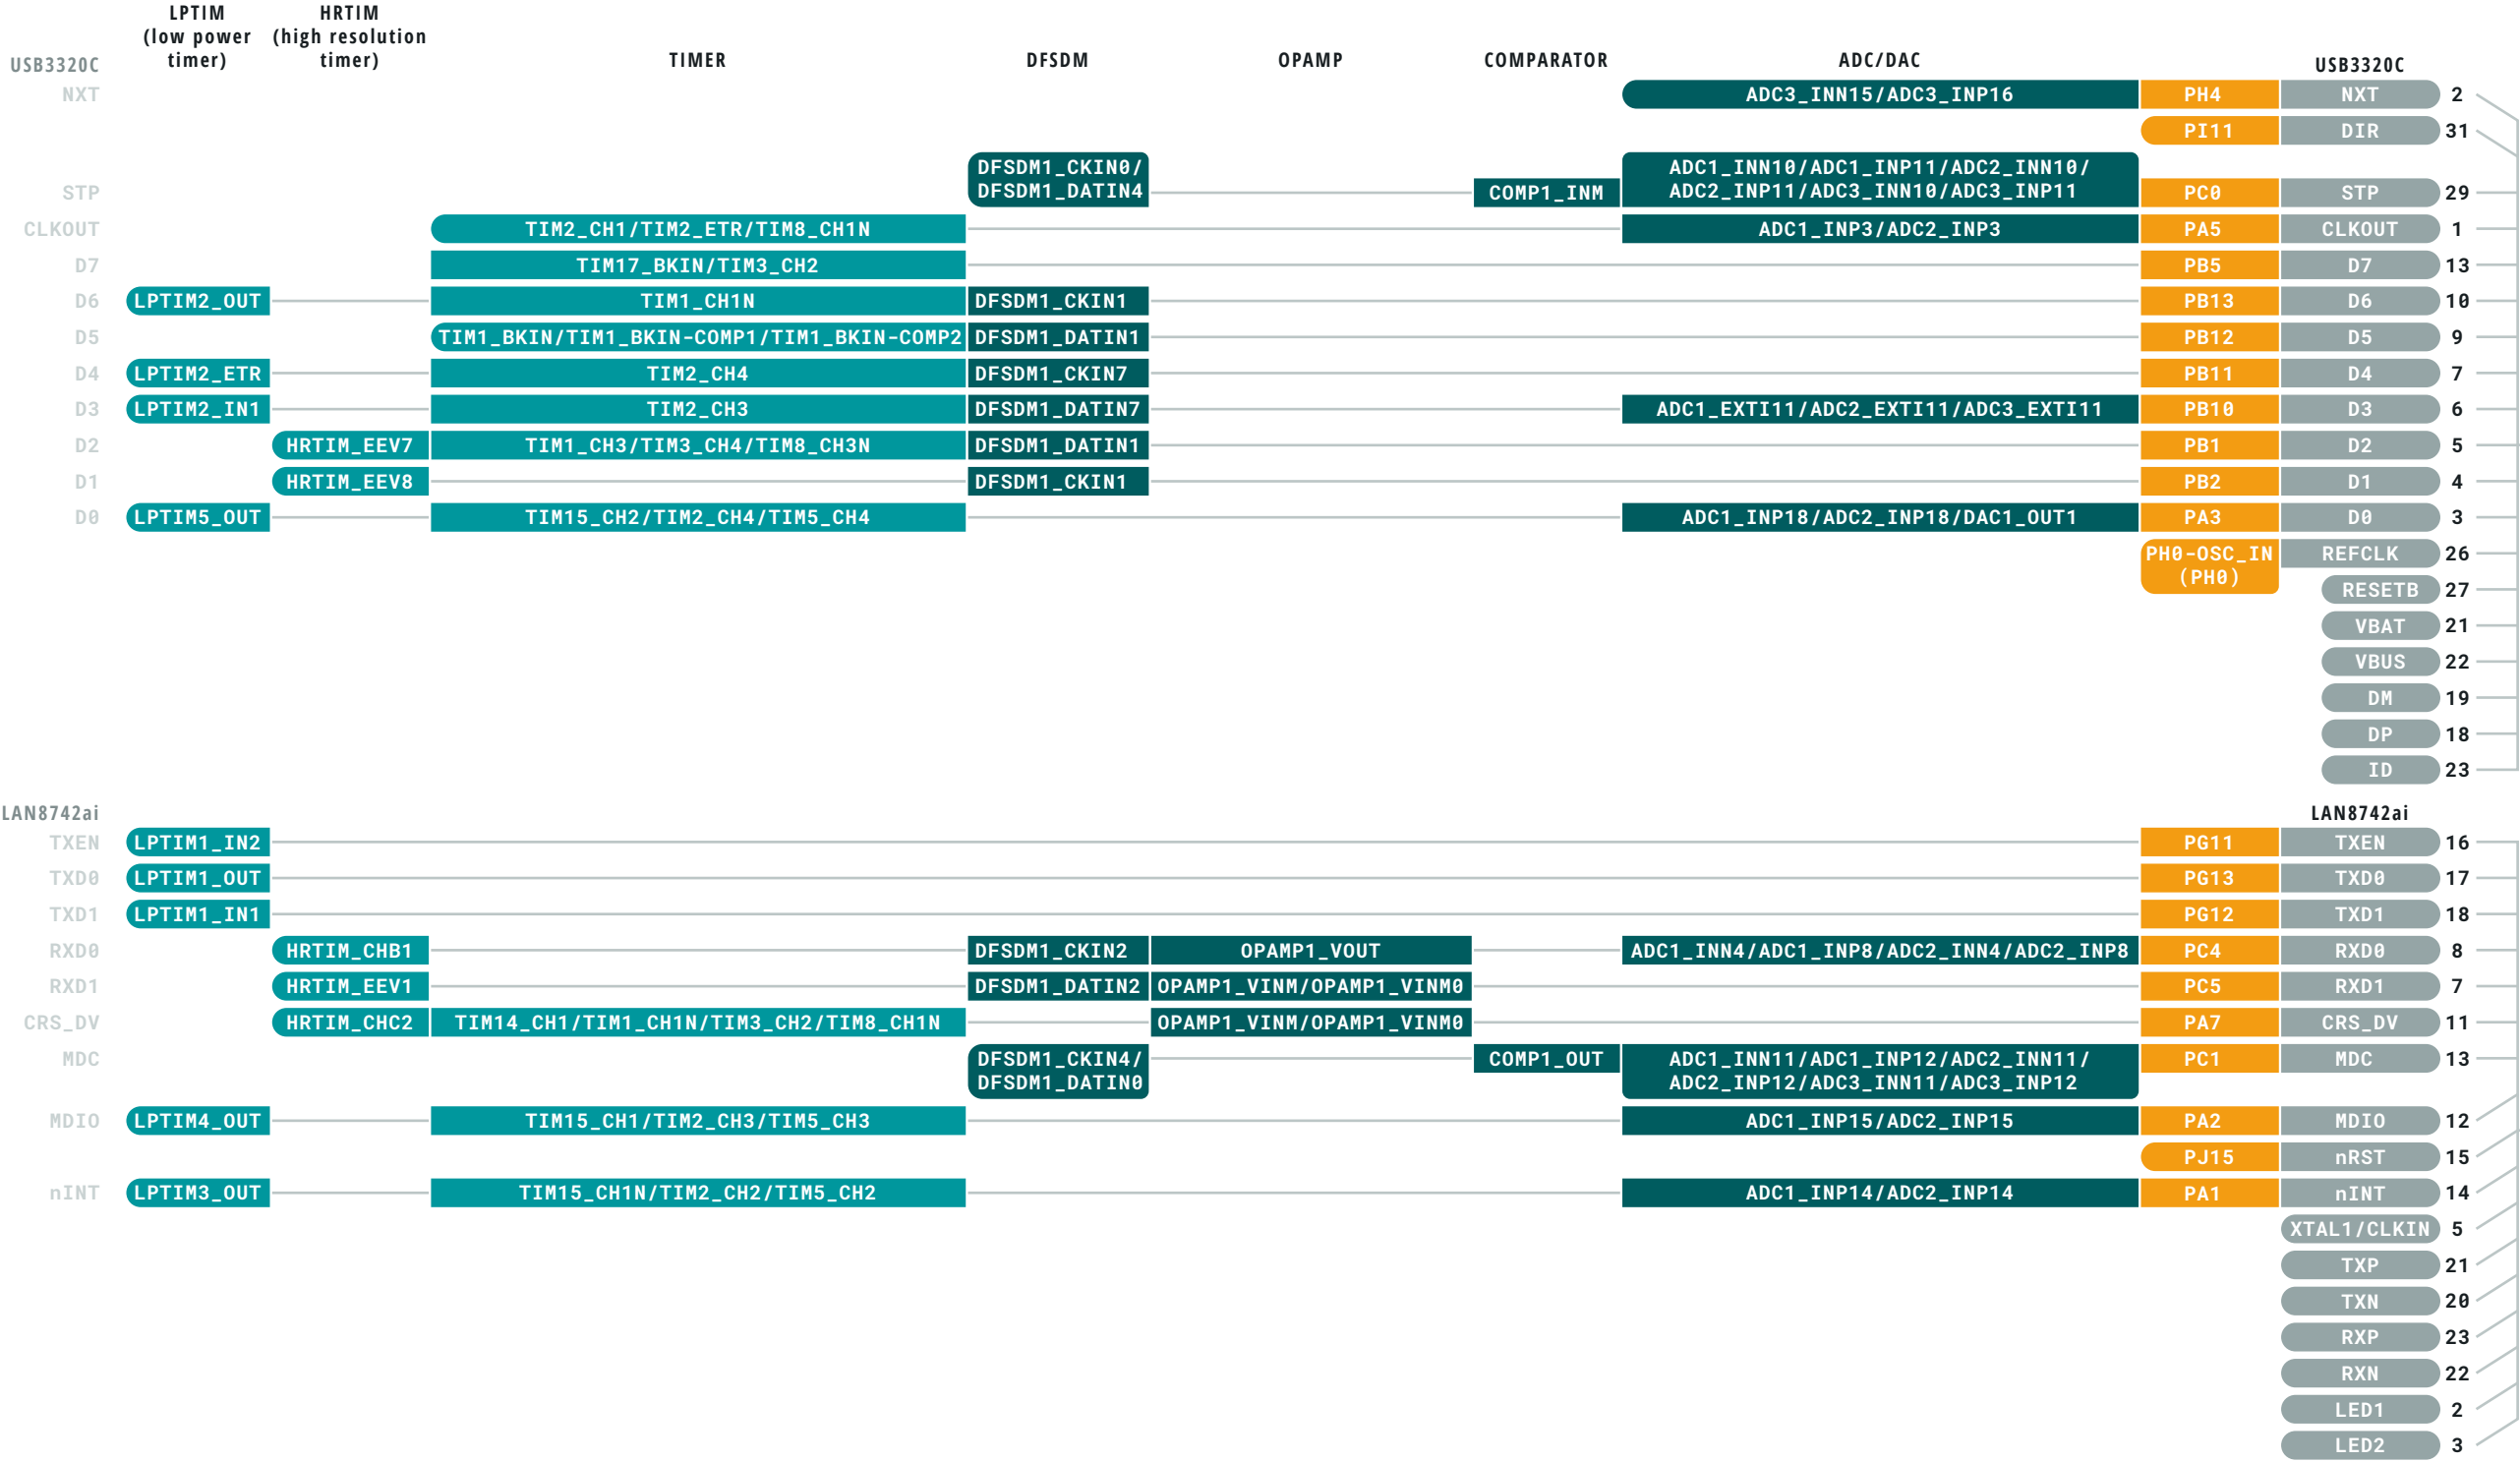 LPTIM
(low power
timer)
HRTIM
(high resolution
timer)
TIMER
DFSDM
OPAMP
COMPARATOR
ADC/DAC
USB3320C
USB3320C
NXT ADC3_INN15/ADC3_INP16 PH4 NXT 2
PI11 DIR 31
DFSDM1_CKIN0/ ADC1_INN10/ADC1_INP11/ADC2_INN10/
STP DFSDM1_DATIN4 COMP1_INM ADC2_INP11/ADC3_INN10/ADC3_INP11 PC0 STP 29
CLKOUT TIM2_CH1/TIM2_ETR/TIM8_CH1N ADC1_INP3/ADC2_INP3 PA5 CLKOUT 1
D7 TIM17_BKIN/TIM3_CH2 PB5 D7 13
D6 LPTIM2_OUT TIM1_CH1N DFSDM1_CKIN1 PB13 D6 10
D5 TIM1_BKIN/TIM1_BKIN-COMP1/TIM1_BKIN-COMP2 DFSDM1_DATIN1 PB12 D5 9
D4 LPTIM2_ETR TIM2_CH4 DFSDM1_CKIN7 PB11 D4 7
D3 LPTIM2_IN1 TIM2_CH3 DFSDM1_DATIN7 ADC1_EXTI11/ADC2_EXTI11/ADC3_EXTI11 PB10 D3 6
D2 HRTIM_EEV7 TIM1_CH3/TIM3_CH4/TIM8_CH3N DFSDM1_DATIN1 PB1 D2 5
D1 HRTIM_EEV8 DFSDM1_CKIN1 PB2 D1 4
D0 LPTIM5_OUT TIM15_CH2/TIM2_CH4/TIM5_CH4 ADC1_INP18/ADC2_INP18/DAC1_OUT1 PA3 D0 3
PH0-OSC_IN REFCLK 26
(PH0)
RESETB 27
VBAT 21
VBUS 22
DM 19
DP 18
ID 23
LAN8742ai LAN8742ai
TXEN LPTIM1_IN2 PG11 TXEN 16
TXD0 LPTIM1_OUT PG13 TXD0 17
TXD1 LPTIM1_IN1 PG12 TXD1 18
RXD0 HRTIM_CHB1 DFSDM1_CKIN2 OPAMP1_VOUT ADC1_INN4/ADC1_INP8/ADC2_INN4/ADC2_INP8 PC4 RXD0 8
RXD1 HRTIM_EEV1 DFSDM1_DATIN2 OPAMP1_VINM/OPAMP1_VINM0 PC5 RXD1 7
CRS_DV HRTIM_CHC2 TIM14_CH1/TIM1_CH1N/TIM3_CH2/TIM8_CH1N OPAMP1_VINM/OPAMP1_VINM0 PA7 CRS_DV 11
MDC DFSDM1_CKIN4/ COMP1_OUT ADC1_INN11/ADC1_INP12/ADC2_INN11/ PC1 MDC 13
DFSDM1_DATIN0 ADC2_INP12/ADC3_INN11/ADC3_INP12
MDIO LPTIM4_OUT TIM15_CH1/TIM2_CH3/TIM5_CH3 ADC1_INP15/ADC2_INP15 PA2 MDIO 12
PJ15 nRST 15
nINT LPTIM3_OUT TIM15_CH1N/TIM2_CH2/TIM5_CH2 ADC1_INP14/ADC2_INP14 PA1 nINT 14
XTAL1/CLKIN 5
TXP 21
TXN 20
RXP 23
RXN 22
LED1 2
LED2 3